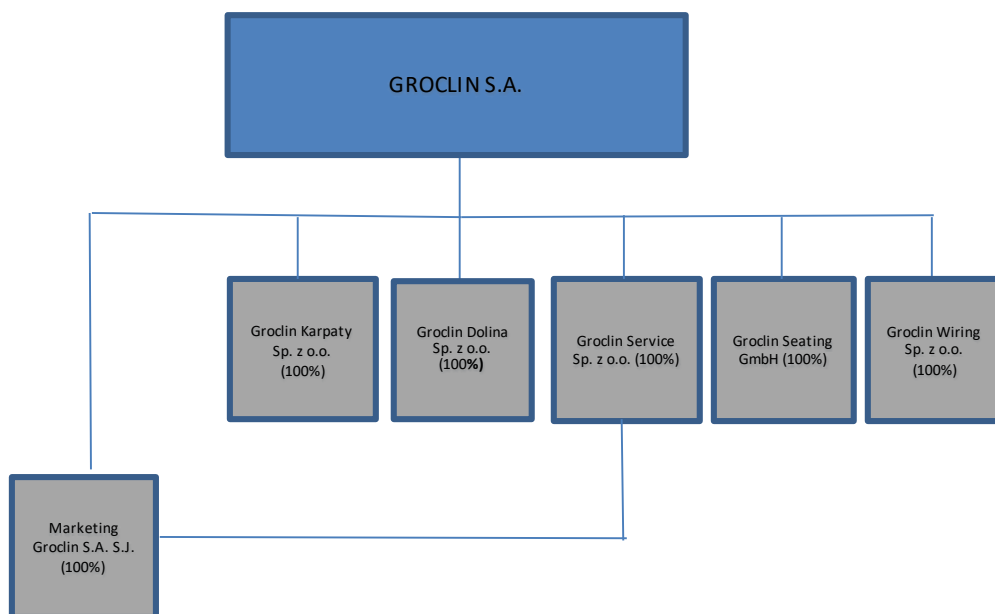 GROCLIN S.A.
Groclin Karpaty
Sp. z o.o.
(100%)
Groclin Dolina
Sp. z o.o.
(100%)
Groclin Service
Sp. z o.o. (100%)
Groclin Seating
GmbH (100%)
Groclin Wiring
Sp. z o.o.
(100%)
Marketing
Groclin S.A. S.J.
(100%)